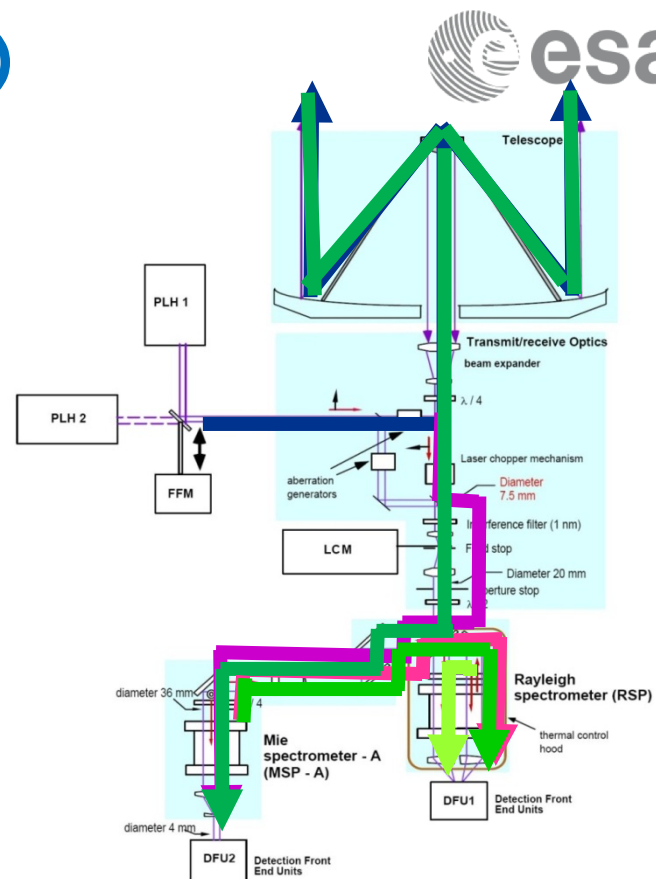 esa
Telescope
PLH 1
Transmit/receive Optics
beam expander
λ / 4
PLH 2
aberration
generators
Laser chopper mechanism
Diameter
7.5 mm
FFM
filter (1 nm)
LCM
stop
Diameter 20 mm
stop
diameter 36 mm
/ 4
Rayleigh
spectrometer (RSP)
Mie
spectrometer - A
(MSP - A)
thermal control
hood
DFU1
Detection Front
End Units
diameter 4 mm
DFU2
Detection Front
End Units